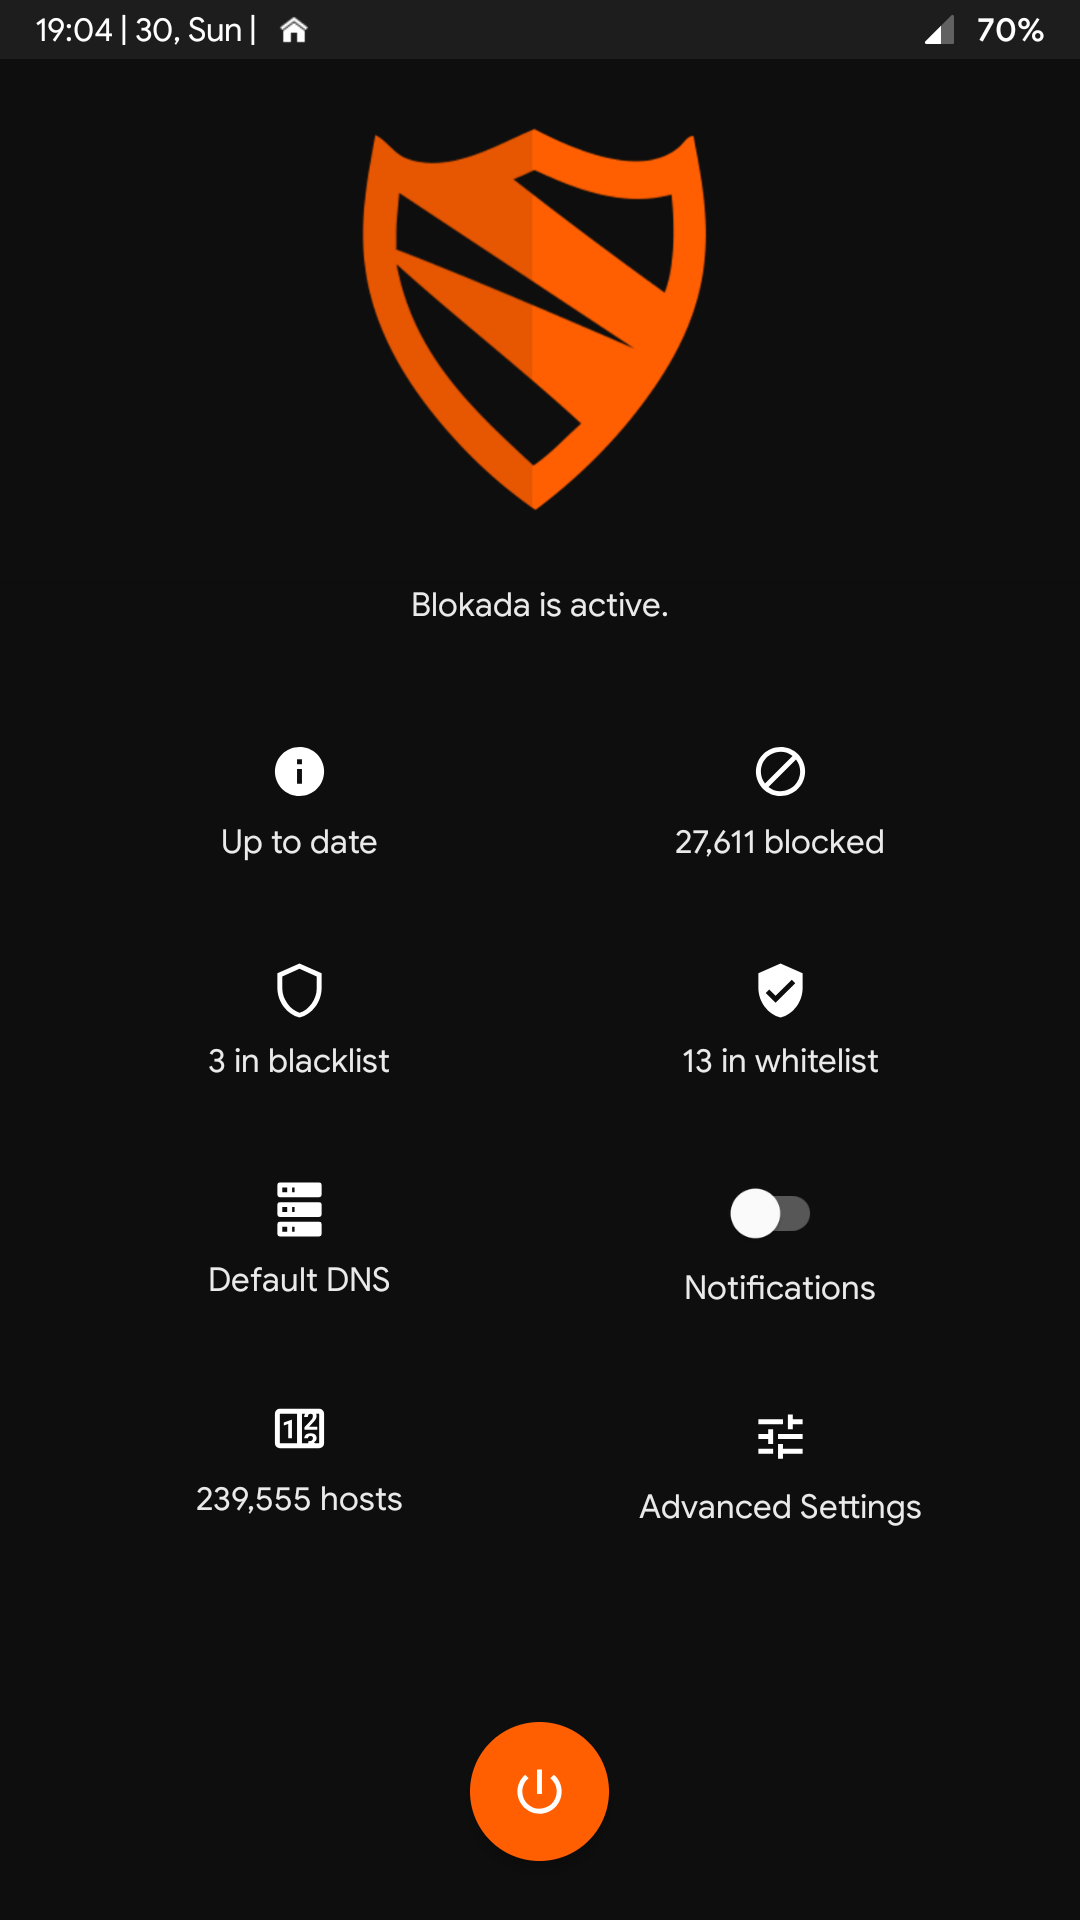 19:04 | 30, Sun |
70%
Blokada is active.
Up to date
27,611 blocked
3 in blacklist
13 in whitelist
Default DNS
Notifications
239,555 hosts
Advanced Settings